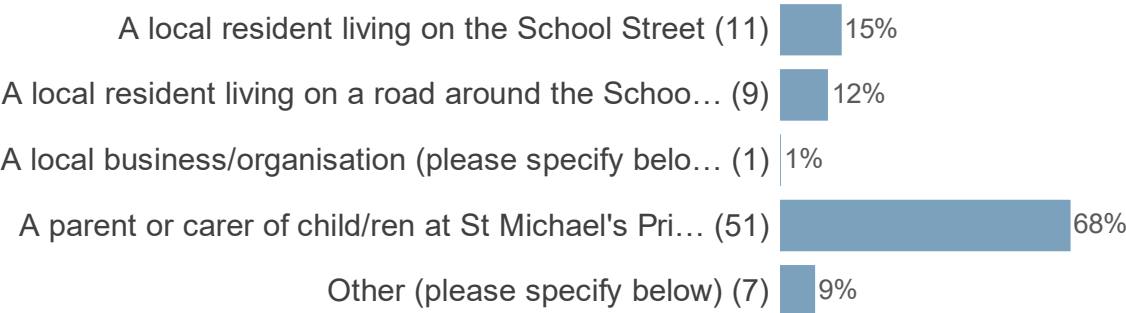 A local resident living on the School Street (11) 15%
A local resident living on a road around the Schoo… (9) 12%
A local business/organisation (please specify belo… (1) 1%
A parent or carer of child/ren at St Michael's Pri… (51) 68%
Other (please specify below) (7) 9%